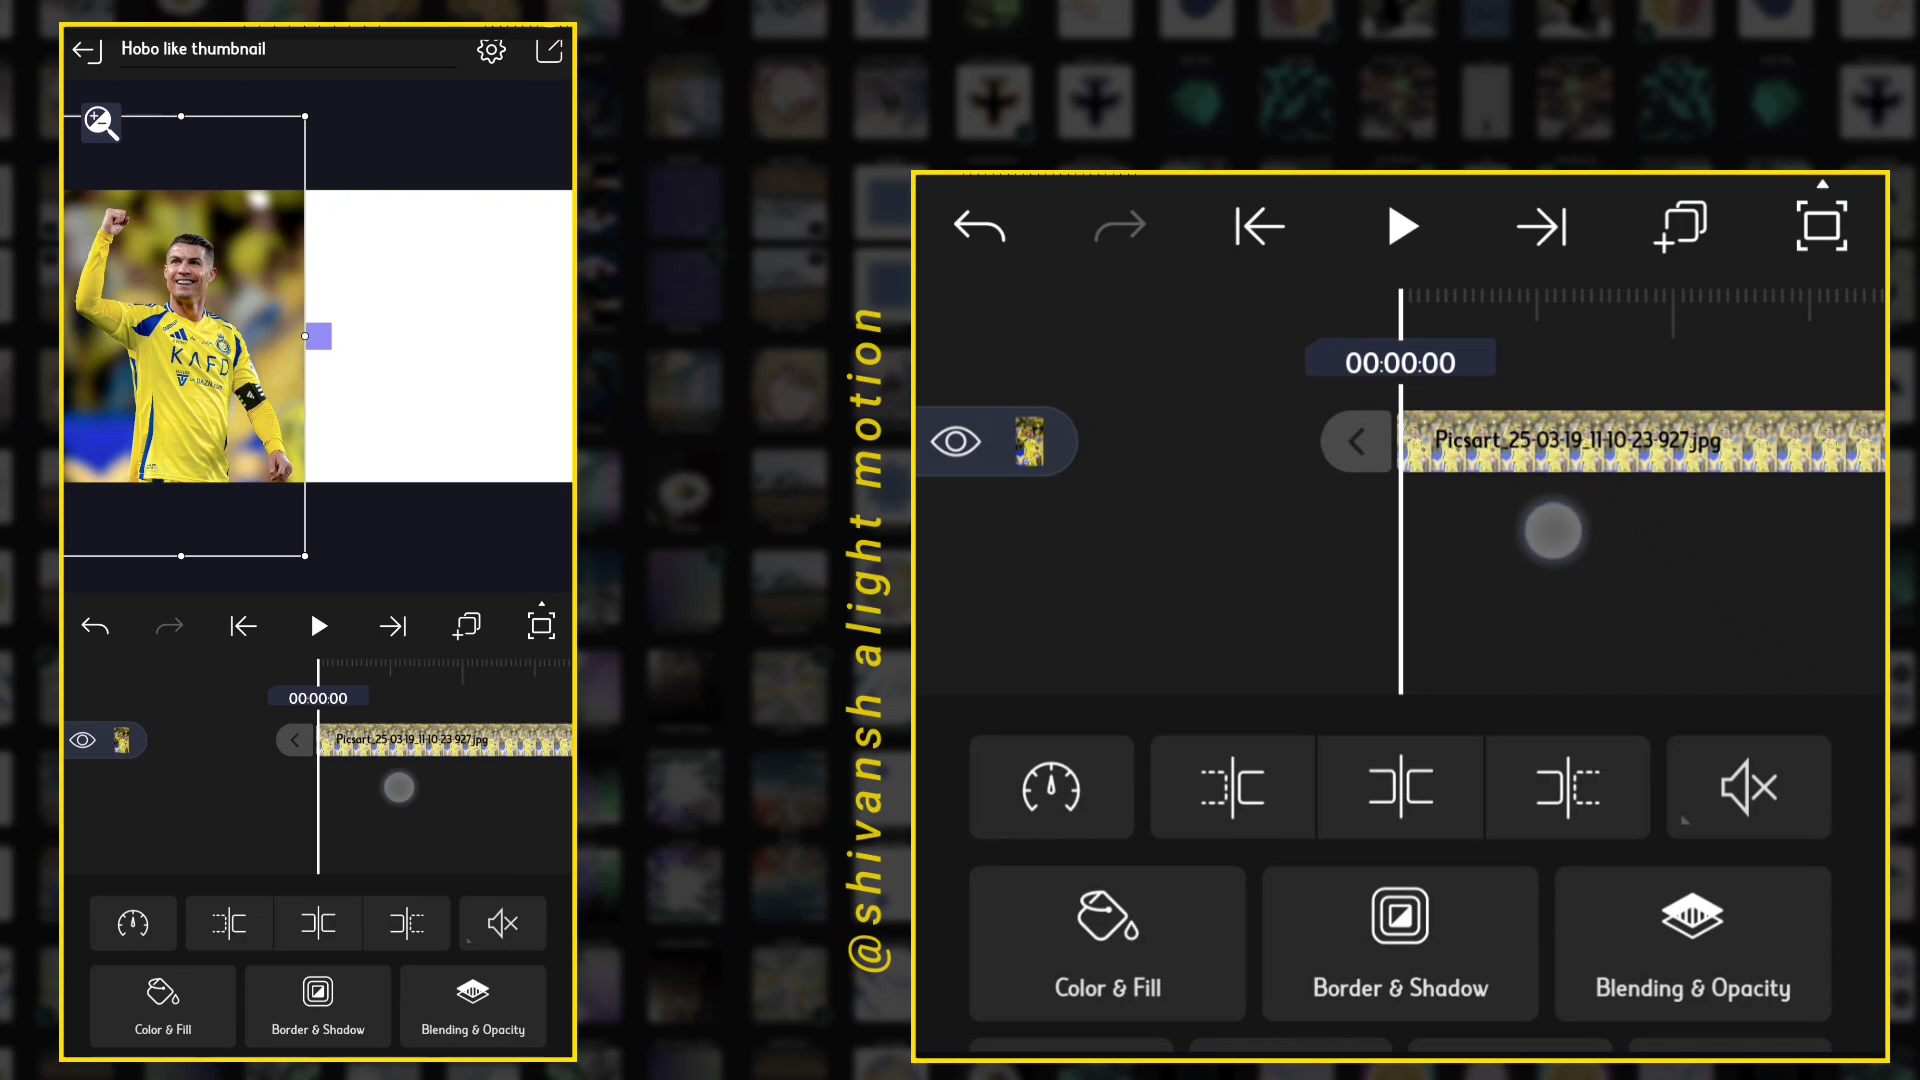 Hobo like thumbnail
KAFD
00:00:00
Picsart_25-03-19_11-10-23-927.jpg
Color & Fill
Border & Shadow
Blending & Opacity
@shivansh alight motion
00:00:00
Picsart_25-03-19_11-10-23-927.jpg
Color & Fill
Border & Shadow
Blending & Opacity